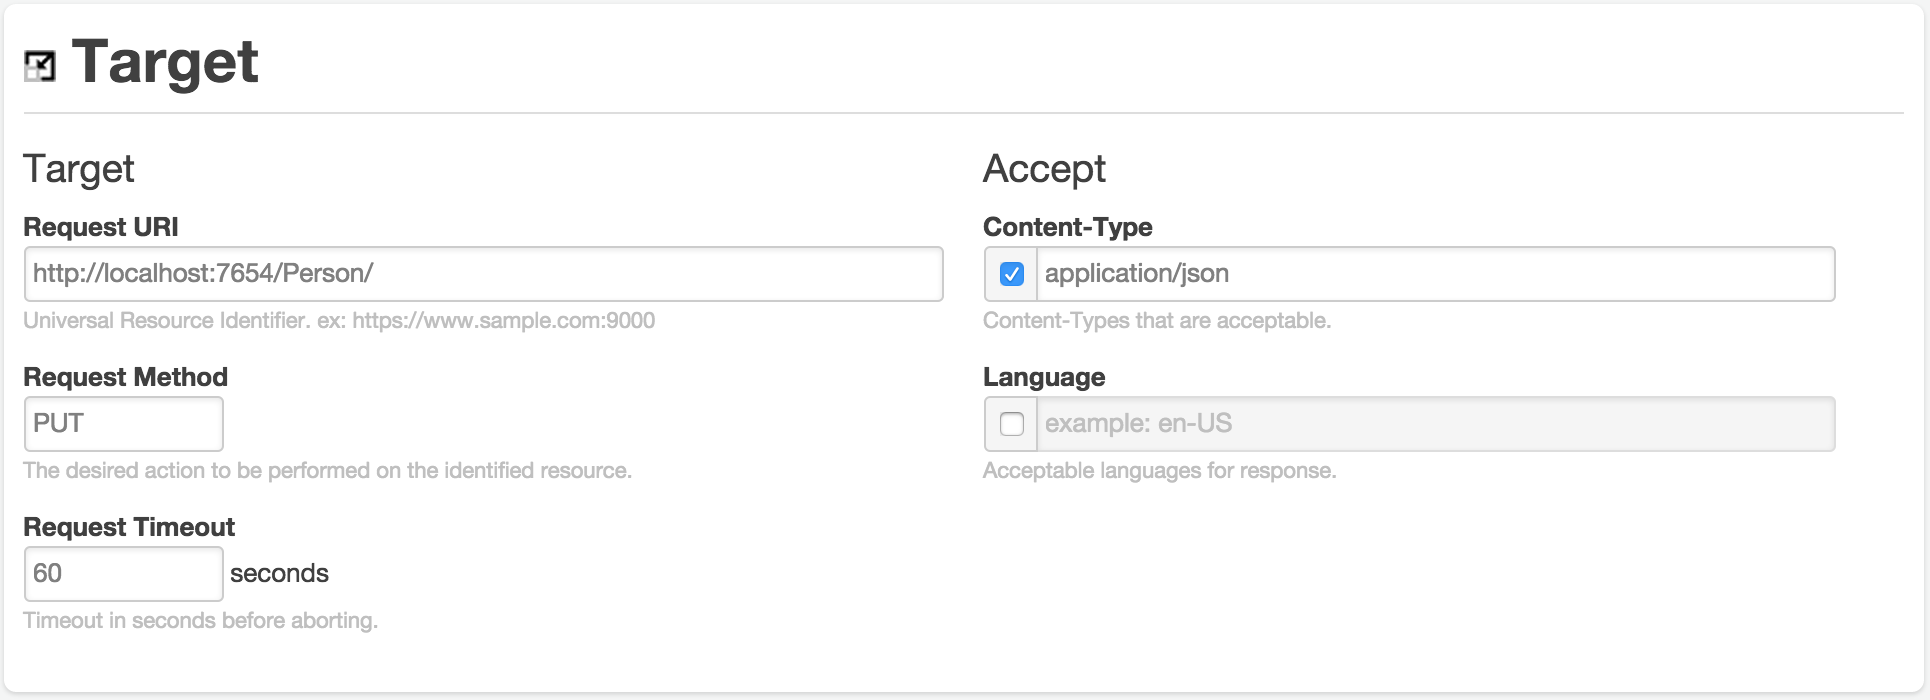 Target
Target
Request URI
http://localhost:7654/Person/
Universal Resource Identifier. ex: https://www.sample.com:9000
Request Method
PUT
The desired action to be performed on the identified resource.
Request Timeout
60 seconds
Timeout in seconds before aborting.
Accept
Content-Type
application/json
Content-Types that are acceptable.
Language
example: en-US
Acceptable languages for response.